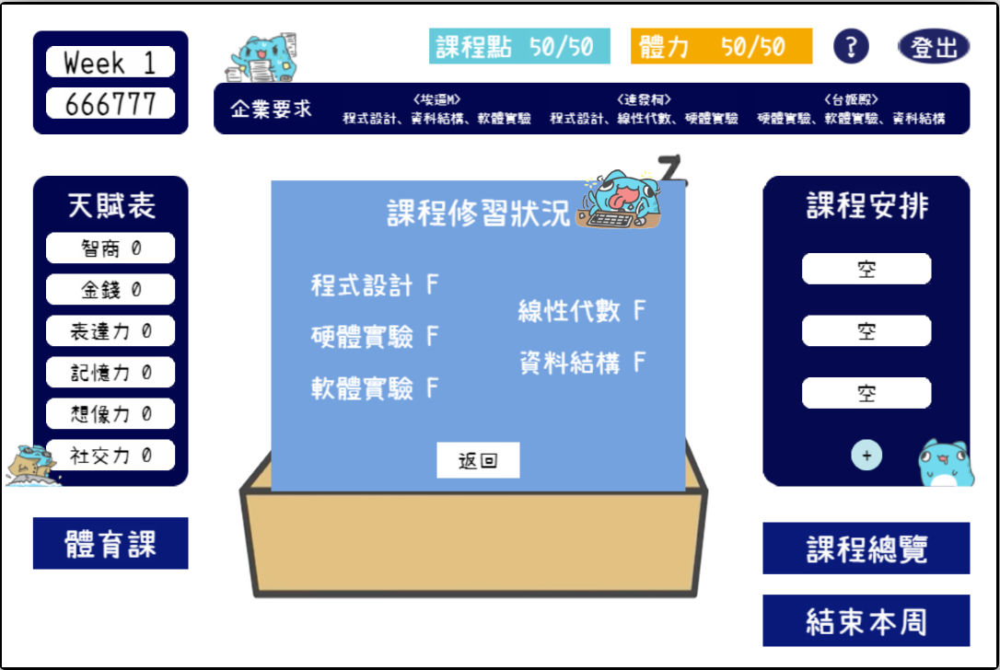 Week 1
666777
課程點 50/50
體力 50/50
?
登出
企業要求
〈埃逼M〉
程式設計、資料結構、軟體實驗
〈達發柯〉
程式設計、線性代數、硬體實驗
〈台姬殿〉
硬體實驗、軟體實驗、資料結構
天賦表
智商 0
金錢 0
表達力 0
記憶力 0
想像力 0
社交力 0
體育課
Z
課程修習狀況
程式設計 F
線性代數 F
硬體實驗 F
資料結構 F
軟體實驗 F
返回
課程安排
空
空
空
+
課程總覽
結束本周